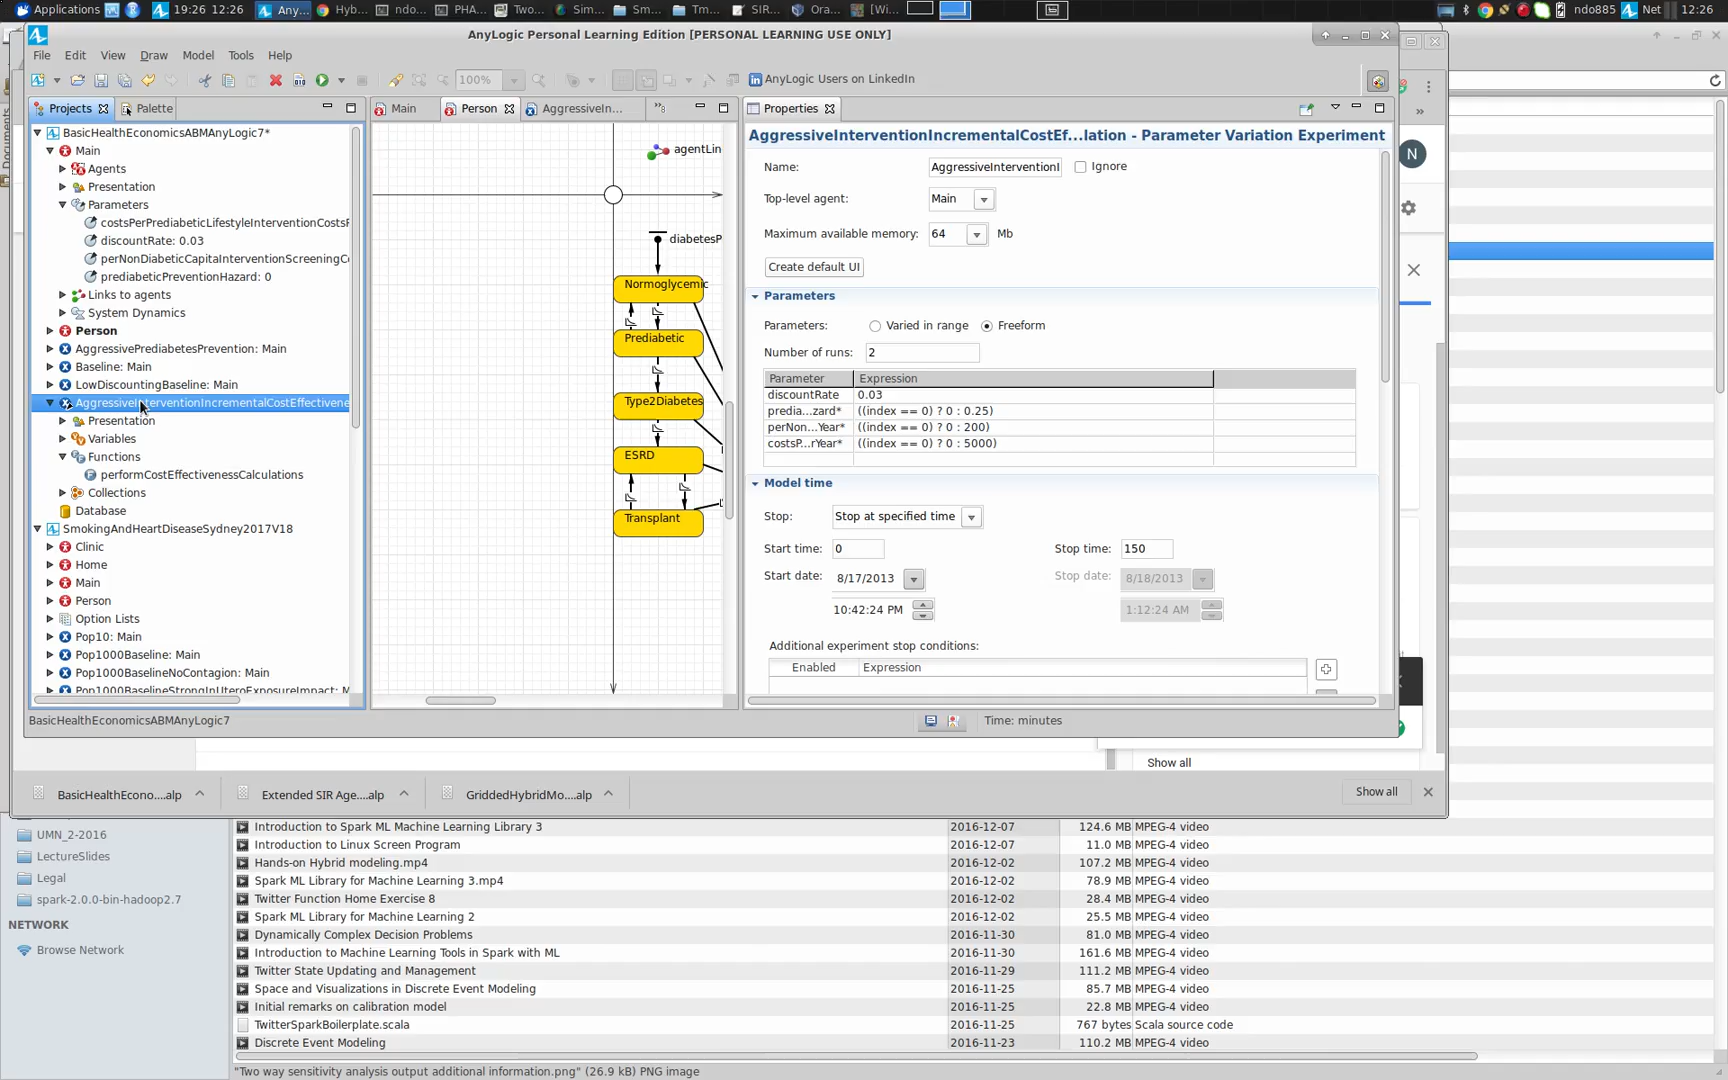 Applications
19:26 12:26
Any...
Hyb...
ndo...
PHA...
Two...
Sim...
Sm...
Tm...
SIR...
Ora...
[Wi...
ndo885
Net
12:26
AnyLogic Personal Learning Edition [PERSONAL LEARNING USE ONLY]
File Edit View Draw Model Tools Help
100%
AnyLogic Users on LinkedIn
Projects
Palette
Main
Person
AggressiveIn...
Properties
BasicHealthEconomicsABMAnyLogic7*
Main
Agents
Presentation
Parameters
costsPerPrediabeticLifestyleInterventionCostsF
discountRate: 0.03
perNonDiabeticCapitaInterventionScreeningCo
prediabeticPreventionHazard: 0
Links to agents
System Dynamics
Person
AggressivePrediabetesPrevention: Main
Baseline: Main
LowDiscountingBaseline: Main
AggressiveInterventionIncrementalCostEffectivene
Presentation
Variables
Functions
performCostEffectivenessCalculations
Collections
Database
SmokingAndHeartDiseaseSydney2017V18
Clinic
Home
Main
Person
Option Lists
Pop10: Main
Pop1000Baseline: Main
Pop1000BaselineNoContagion: Main
Pop1000BaselineStrongInUteroExposureImpact: M
agentLin
diabetesP
Normoglycemic
Prediabetic
Type2Diabetes
ESRD
Transplant
AggressiveInterventionIncrementalCostEf...lation - Parameter Variation Experiment
Name: AggressiveInterventionI Ignore
Top-level agent: Main
Maximum available memory: 64 Mb
Create default UI
Parameters
Parameters: Varied in range Freeform
Number of runs: 2
Parameter Expression
discountRate 0.03
predia...zard* ((index == 0) ? 0 : 0.25)
perNon...Year* ((index == 0) ? 0 : 200)
costsP...rYear* ((index == 0) ? 0 : 5000)
Model time
Stop: Stop at specified time
Start time: 0 Stop time: 150
Start date: 8/17/2013 Stop date: 8/18/2013
10:42:24 PM 1:12:24 AM
Additional experiment stop conditions:
Enabled Expression
BasicHealthEconomicsABMAnyLogic7
Time: minutes
Documents
N
Show all
BasicHealthEcono....alp
Extended SIR Age....alp
GriddedHybridMo....alp
Show all
UMN_2-2016
LectureSlides
Legal
spark-2.0.0-bin-hadoop2.7
NETWORK
Browse Network
Introduction to Spark ML Machine Learning Library 3 2016-12-07 124.6 MB MPEG-4 video
Introduction to Linux Screen Program 2016-12-07 11.0 MB MPEG-4 video
Hands-on Hybrid modeling.mp4 2016-12-02 107.2 MB MPEG-4 video
Spark ML Library for Machine Learning 3.mp4 2016-12-02 78.9 MB MPEG-4 video
Twitter Function Home Exercise 8 2016-12-02 28.4 MB MPEG-4 video
Spark ML Library for Machine Learning 2 2016-12-02 25.5 MB MPEG-4 video
Dynamically Complex Decision Problems 2016-11-30 81.0 MB MPEG-4 video
Introduction to Machine Learning Tools in Spark with ML 2016-11-30 161.6 MB MPEG-4 video
Twitter State Updating and Management 2016-11-29 111.2 MB MPEG-4 video
Space and Visualizations in Discrete Event Modeling 2016-11-25 85.7 MB MPEG-4 video
Initial remarks on calibration model 2016-11-25 22.8 MB MPEG-4 video
TwitterSparkBoilerplate.scala 2016-11-25 767 bytes Scala source code
Discrete Event Modeling 2016-11-23 110.2 MB MPEG-4 video
"Two way sensitivity analysis output additional information.png" (26.9 kB) PNG image